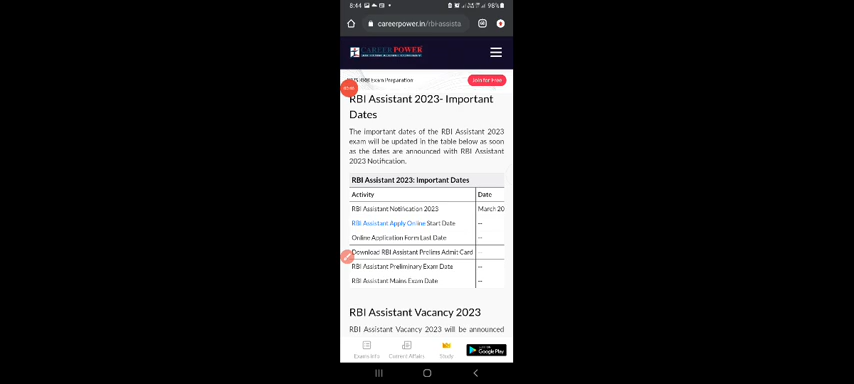 8:44
98%
careerpower.in/rbi-assista
CAREER POWER
RBI Exam Preparation
Join for Free
RBI Assistant 2023- Important
Dates
The important dates of the RBI Assistant 2023
exam will be updated in the table below as soon
as the dates are announced with RBI Assistant
2023 Notification.
RBI Assistant 2023: Important Dates
Activity Date
RBI Assistant Notification 2023 March 20
RBI Assistant Apply Online Start Date --
Online Application Form Last Date --
Download RBI Assistant Prelims Admit Card --
RBI Assistant Preliminary Exam Date --
RBI Assistant Mains Exam Date --
RBI Assistant Vacancy 2023
RBI Assistant Vacancy 2023 will be announced
Exams Info Current Affairs Study Google Play